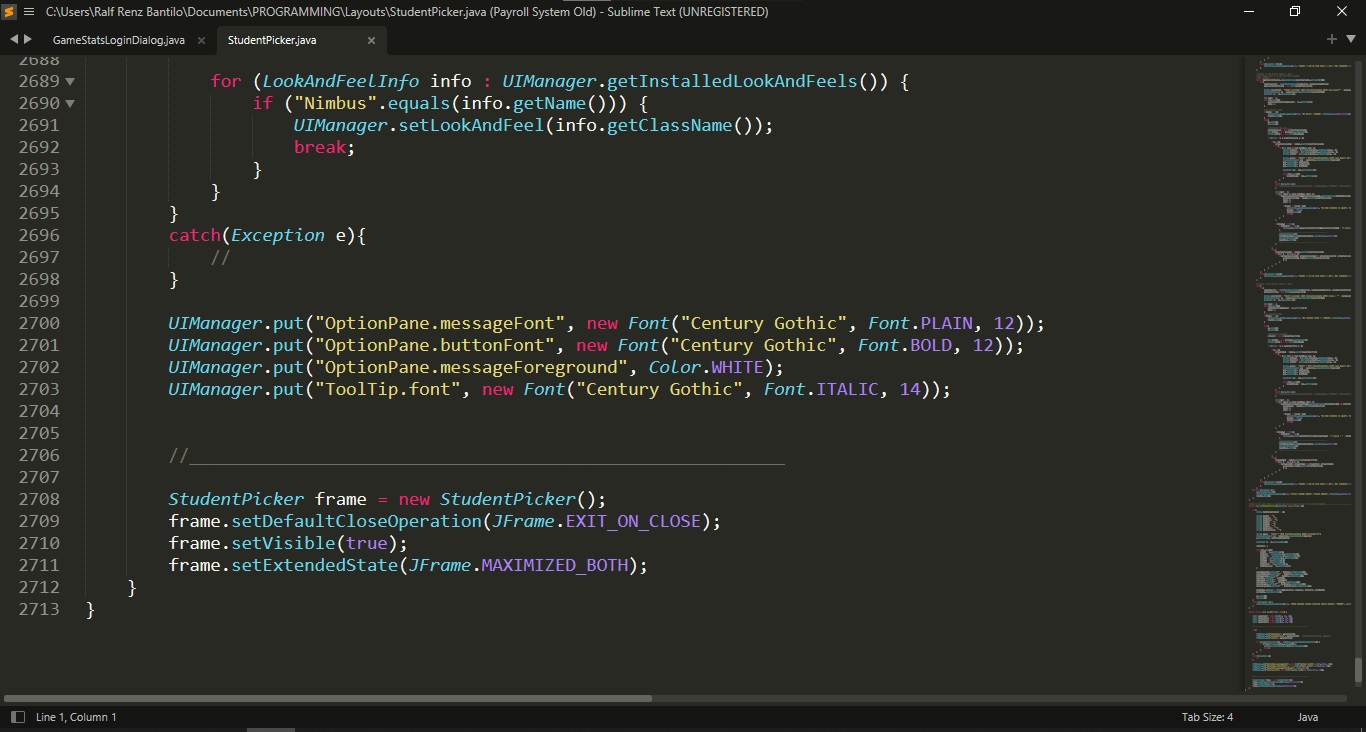 C:\Users\Ralf Renz Bantilo\Documents\PROGRAMMING\Layouts\StudentPicker.java (Payroll System Old) - Sublime Text (UNREGISTERED)
GameStatsLoginDialog.java × StudentPicker.java ×
2688
2689 for (LookAndFeelInfo info : UIManager.getInstalledLookAndFeels()) {
2690 if ("Nimbus".equals(info.getName())) {
2691 UIManager.setLookAndFeel(info.getClassName());
2692 break;
2693 }
2694 }
2695 }
2696 catch(Exception e){
2697 //
2698 }
2699
2700 UIManager.put("OptionPane.messageFont", new Font("Century Gothic", Font.PLAIN, 12));
2701 UIManager.put("OptionPane.buttonFont", new Font("Century Gothic", Font.BOLD, 12));
2702 UIManager.put("OptionPane.messageForeground", Color.WHITE);
2703 UIManager.put("ToolTip.font", new Font("Century Gothic", Font.ITALIC, 14));
2704
2705
2706 //_________________________________________________________
2707
2708 StudentPicker frame = new StudentPicker();
2709 frame.setDefaultCloseOperation(JFrame.EXIT_ON_CLOSE);
2710 frame.setVisible(true);
2711 frame.setExtendedState(JFrame.MAXIMIZED_BOTH);
2712 }
2713 }
Line 1, Column 1 Tab Size: 4 Java